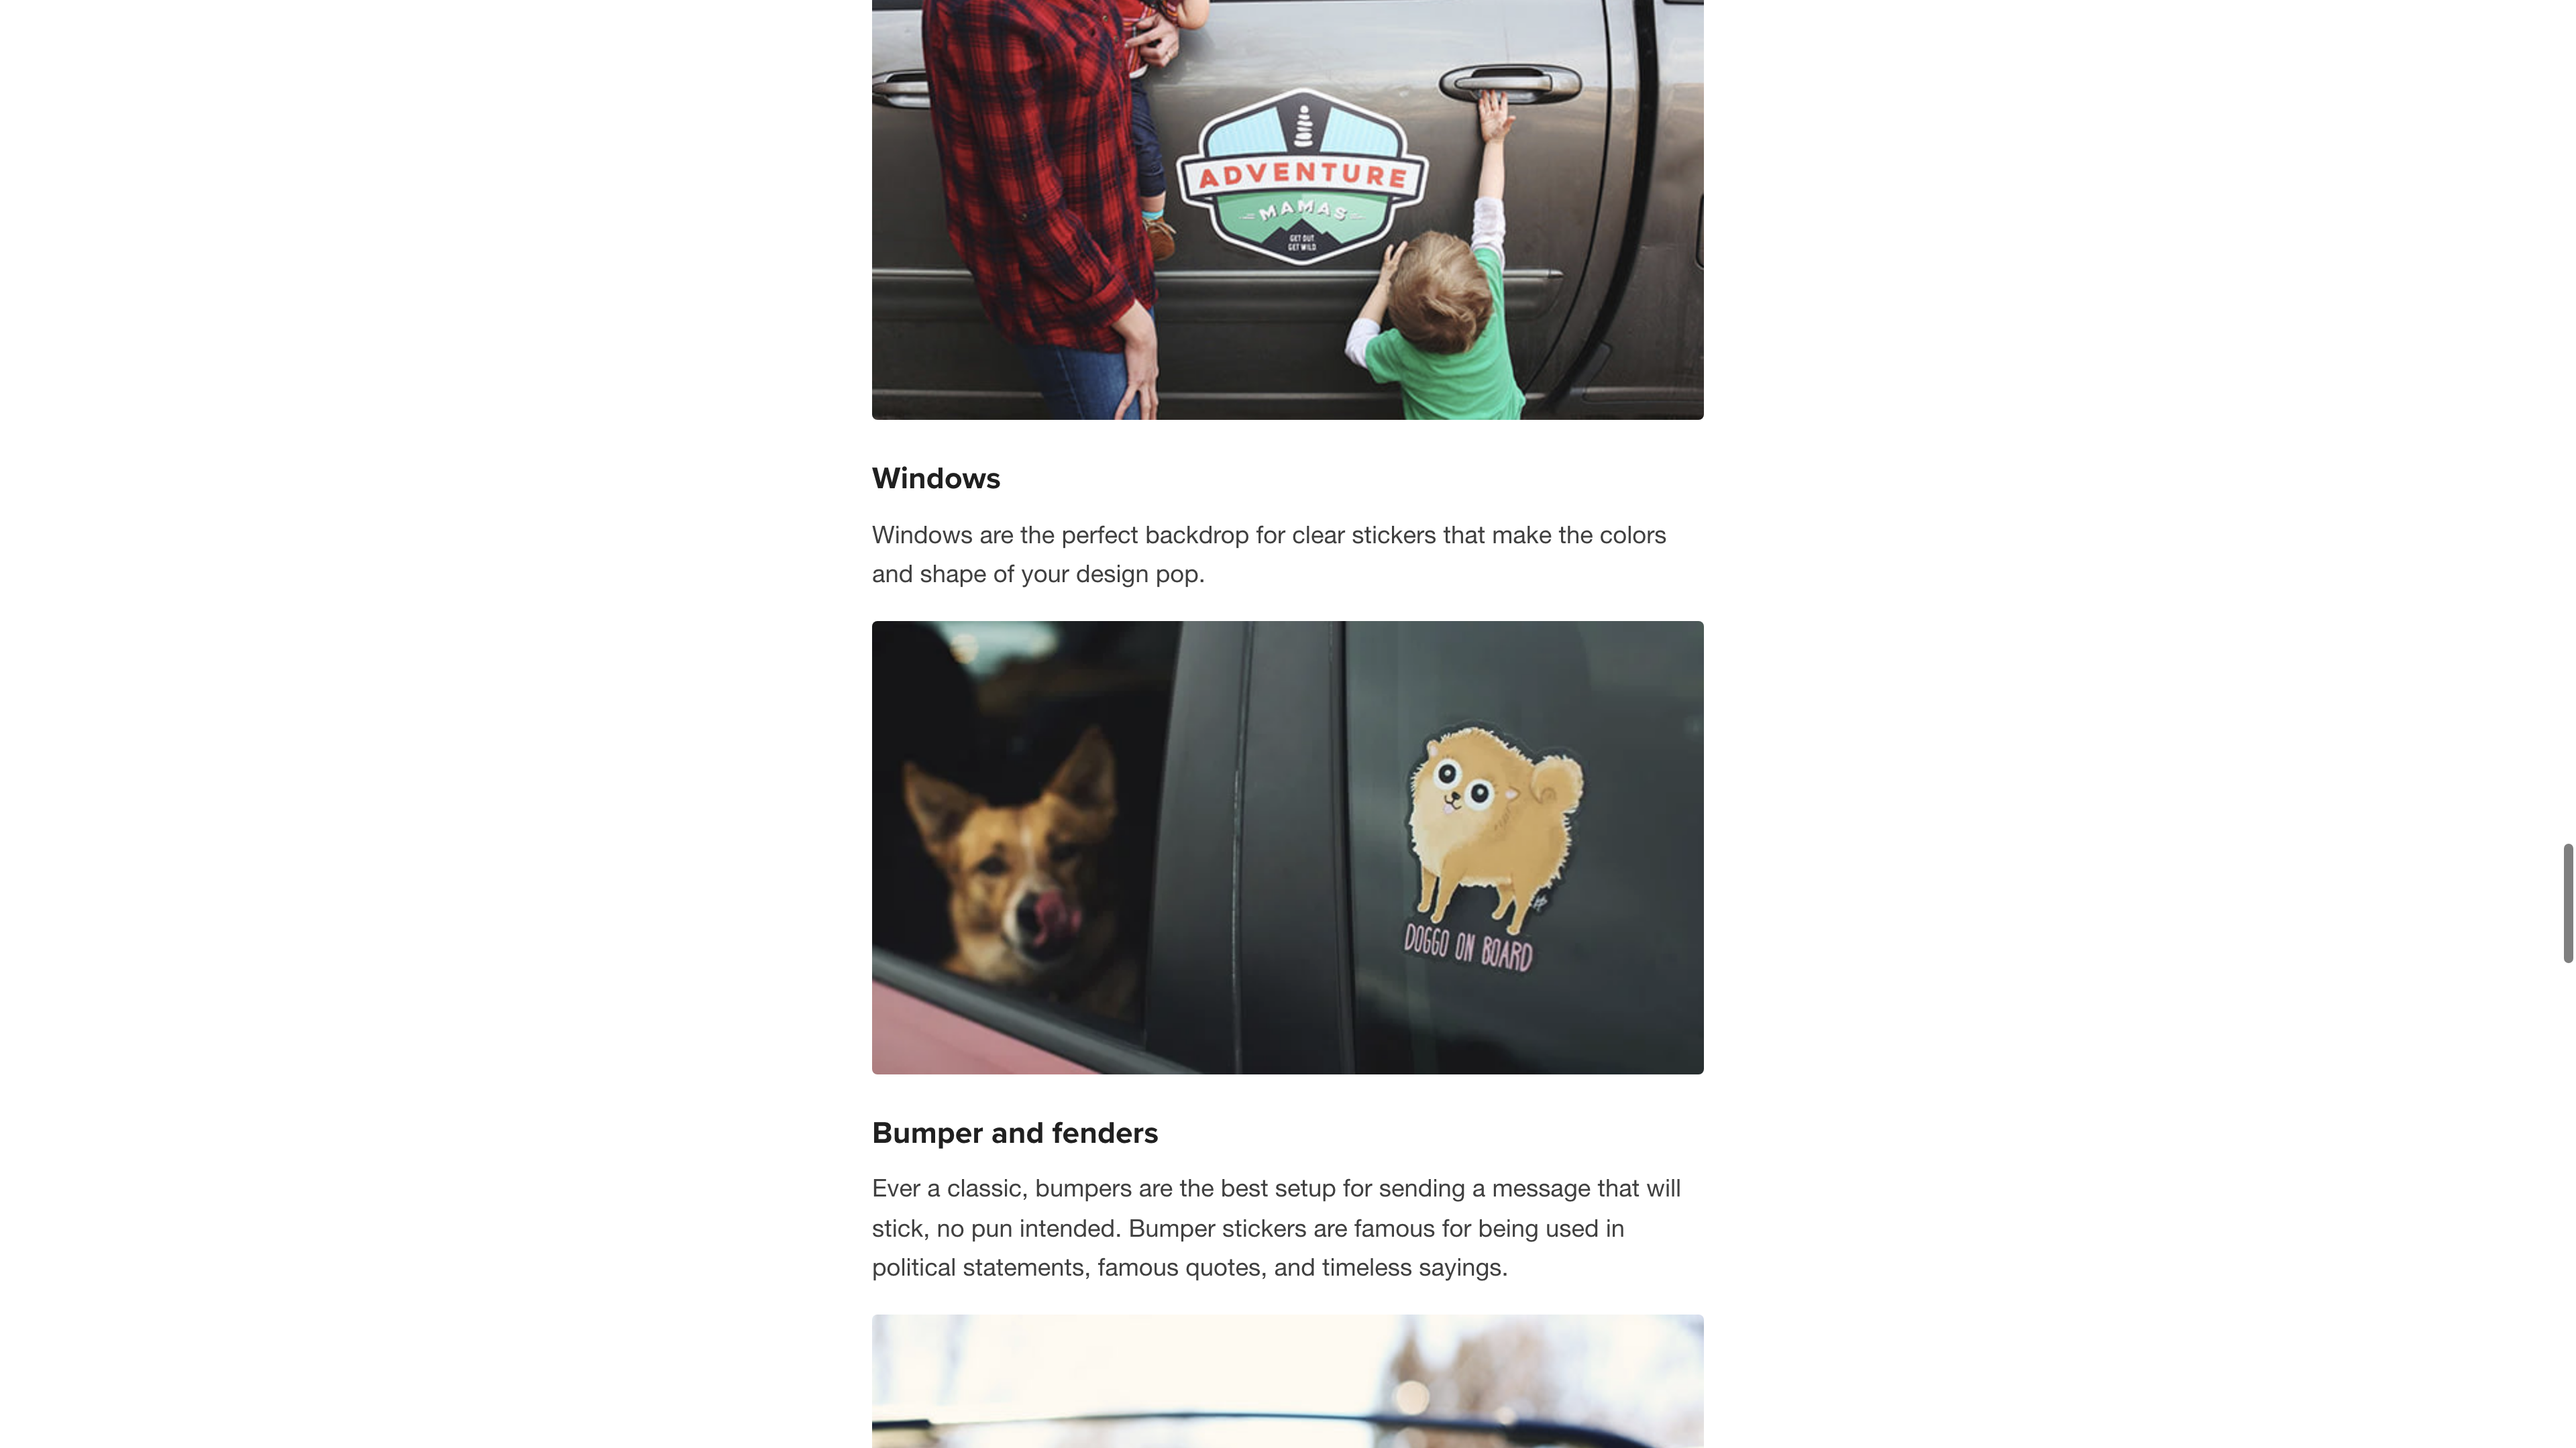 ADVENTURE
MAMAS
GET OUT
GET WILD
Windows
Windows are the perfect backdrop for clear stickers that make the colors
and shape of your design pop.
DOGGO ON BOARD
Bumper and fenders
Ever a classic, bumpers are the best setup for sending a message that will
stick, no pun intended. Bumper stickers are famous for being used in
political statements, famous quotes, and timeless sayings.